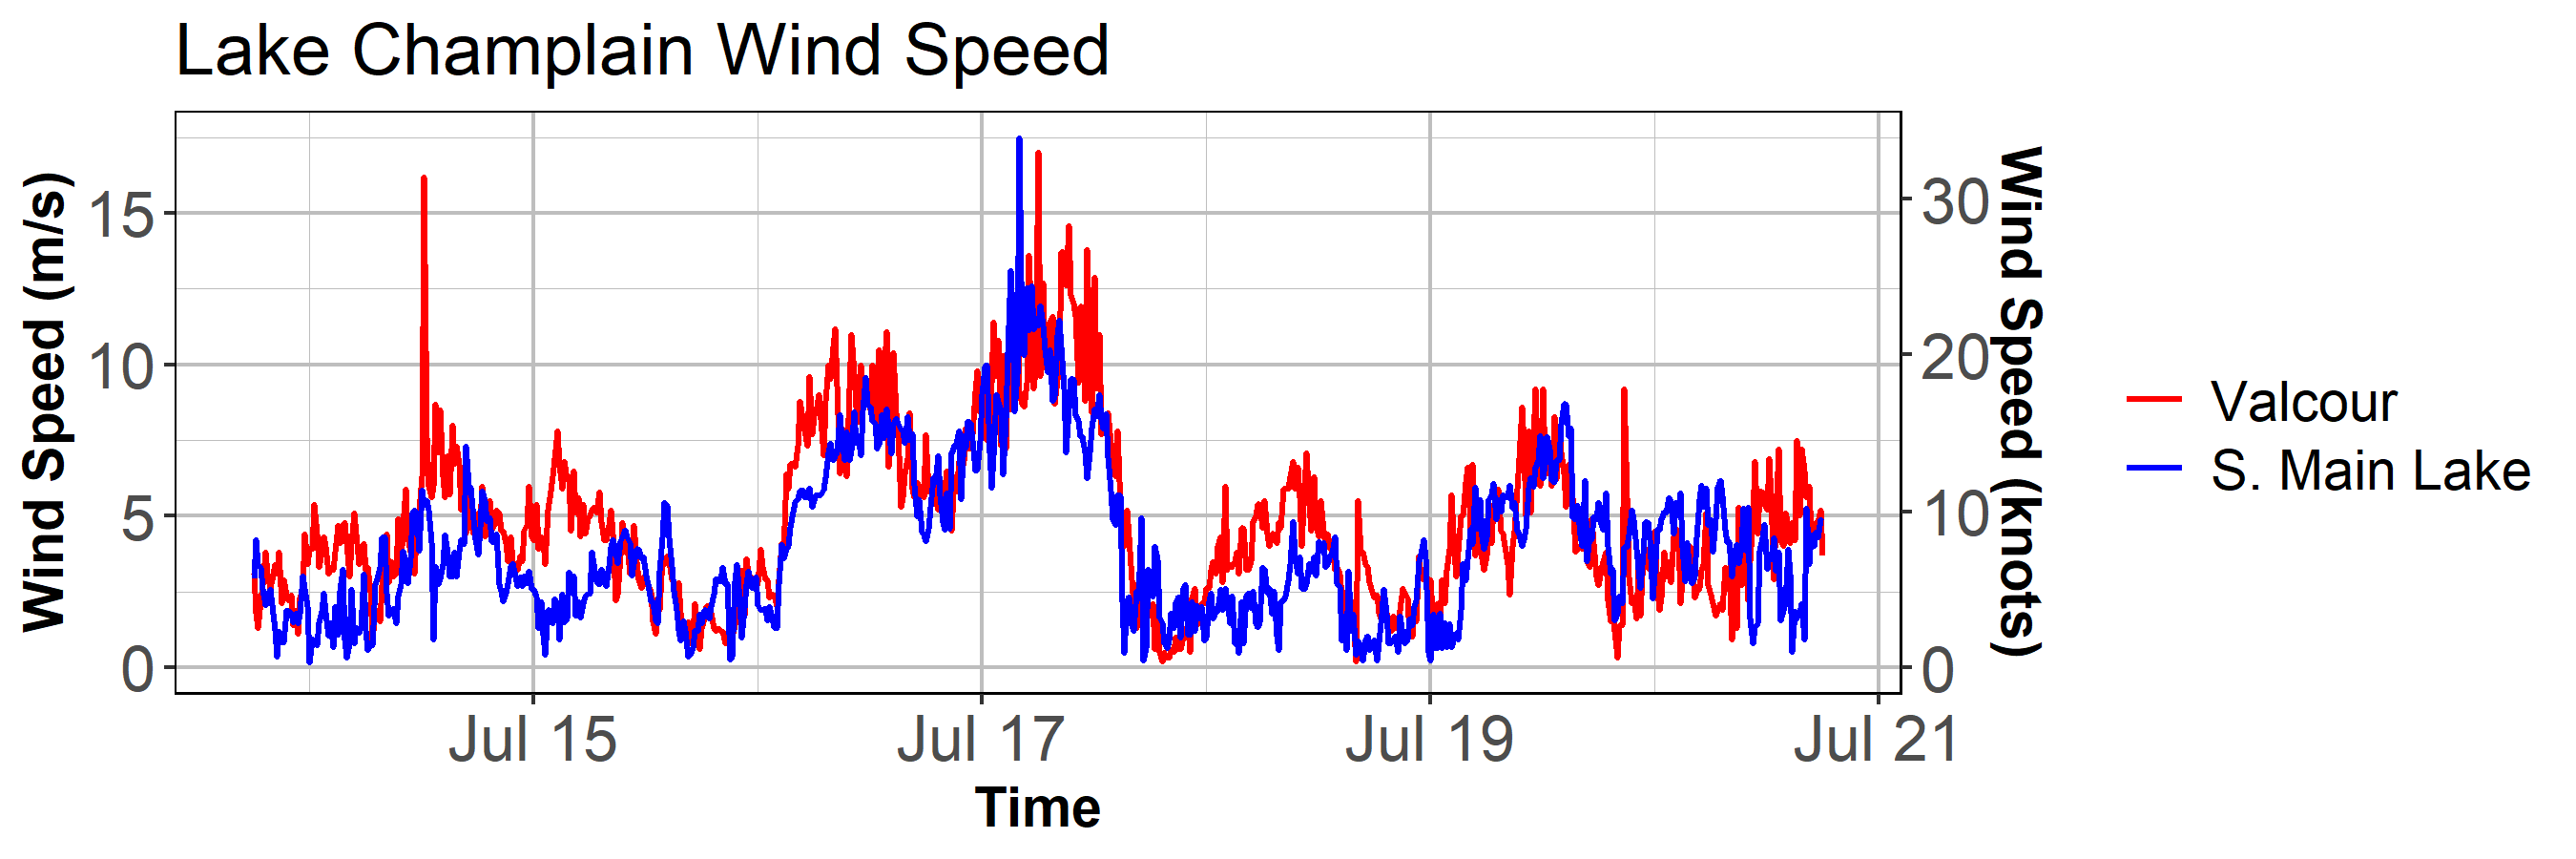 Lake Champlain Wind Speed
Wind Speed (m/s)
15
10
5
0
30
20
10
0
Wind Speed (knots)
Jul 15
Jul 17
Jul 19
Jul 21
Time
Valcour
S. Main Lake